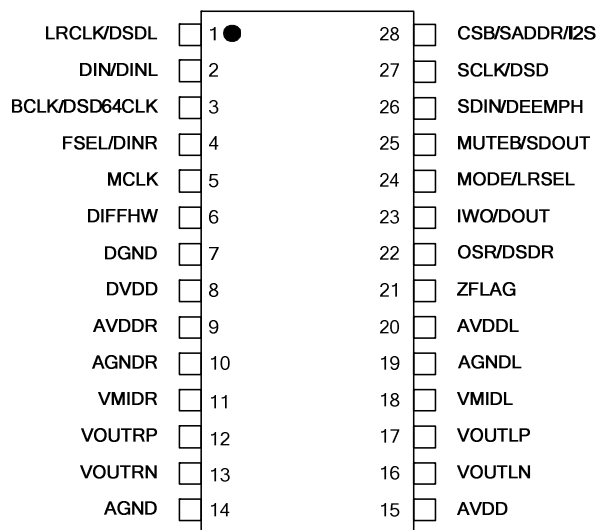 LRCLK/DSDL 1 28 CSB/SADDR/I2S
DIN/DINL 2 27 SCLK/DSD
BCLK/DSD64CLK 3 26 SDIN/DEEMPH
FSEL/DINR 4 25 MUTEB/SDOUT
MCLK 5 24 MODE/LRSEL
DIFFHW 6 23 IWO/DOUT
DGND 7 22 OSR/DSDR
DVDD 8 21 ZFLAG
AVDDR 9 20 AVDDL
AGNDR 10 19 AGNDL
VMIDR 11 18 VMIDL
VOUTRP 12 17 VOUTLP
VOUTRN 13 16 VOUTLN
AGND 14 15 AVDD